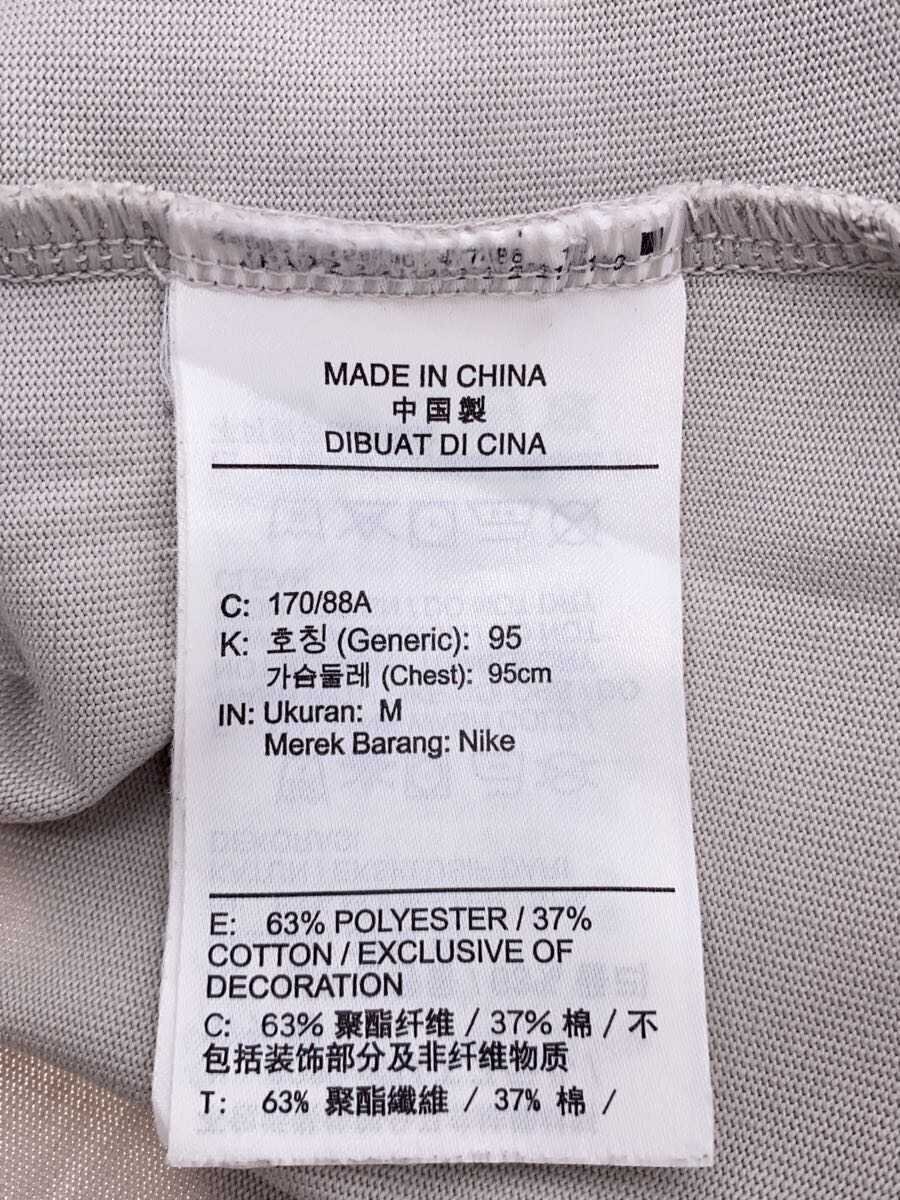 MADE IN CHINA
中国製
DIBUAT DI CINA
C: 170/88A
K: 호칭 (Generic): 95
가슴둘레 (Chest): 95cm
IN: Ukuran: M
Merek Barang: Nike
E: 63% POLYESTER / 37%
COTTON / EXCLUSIVE OF
DECORATION
C: 63% 聚酯纤维 / 37% 棉 / 不
包括装饰部分及非纤维物质
T: 63% 聚酯纖維 / 37% 棉 /